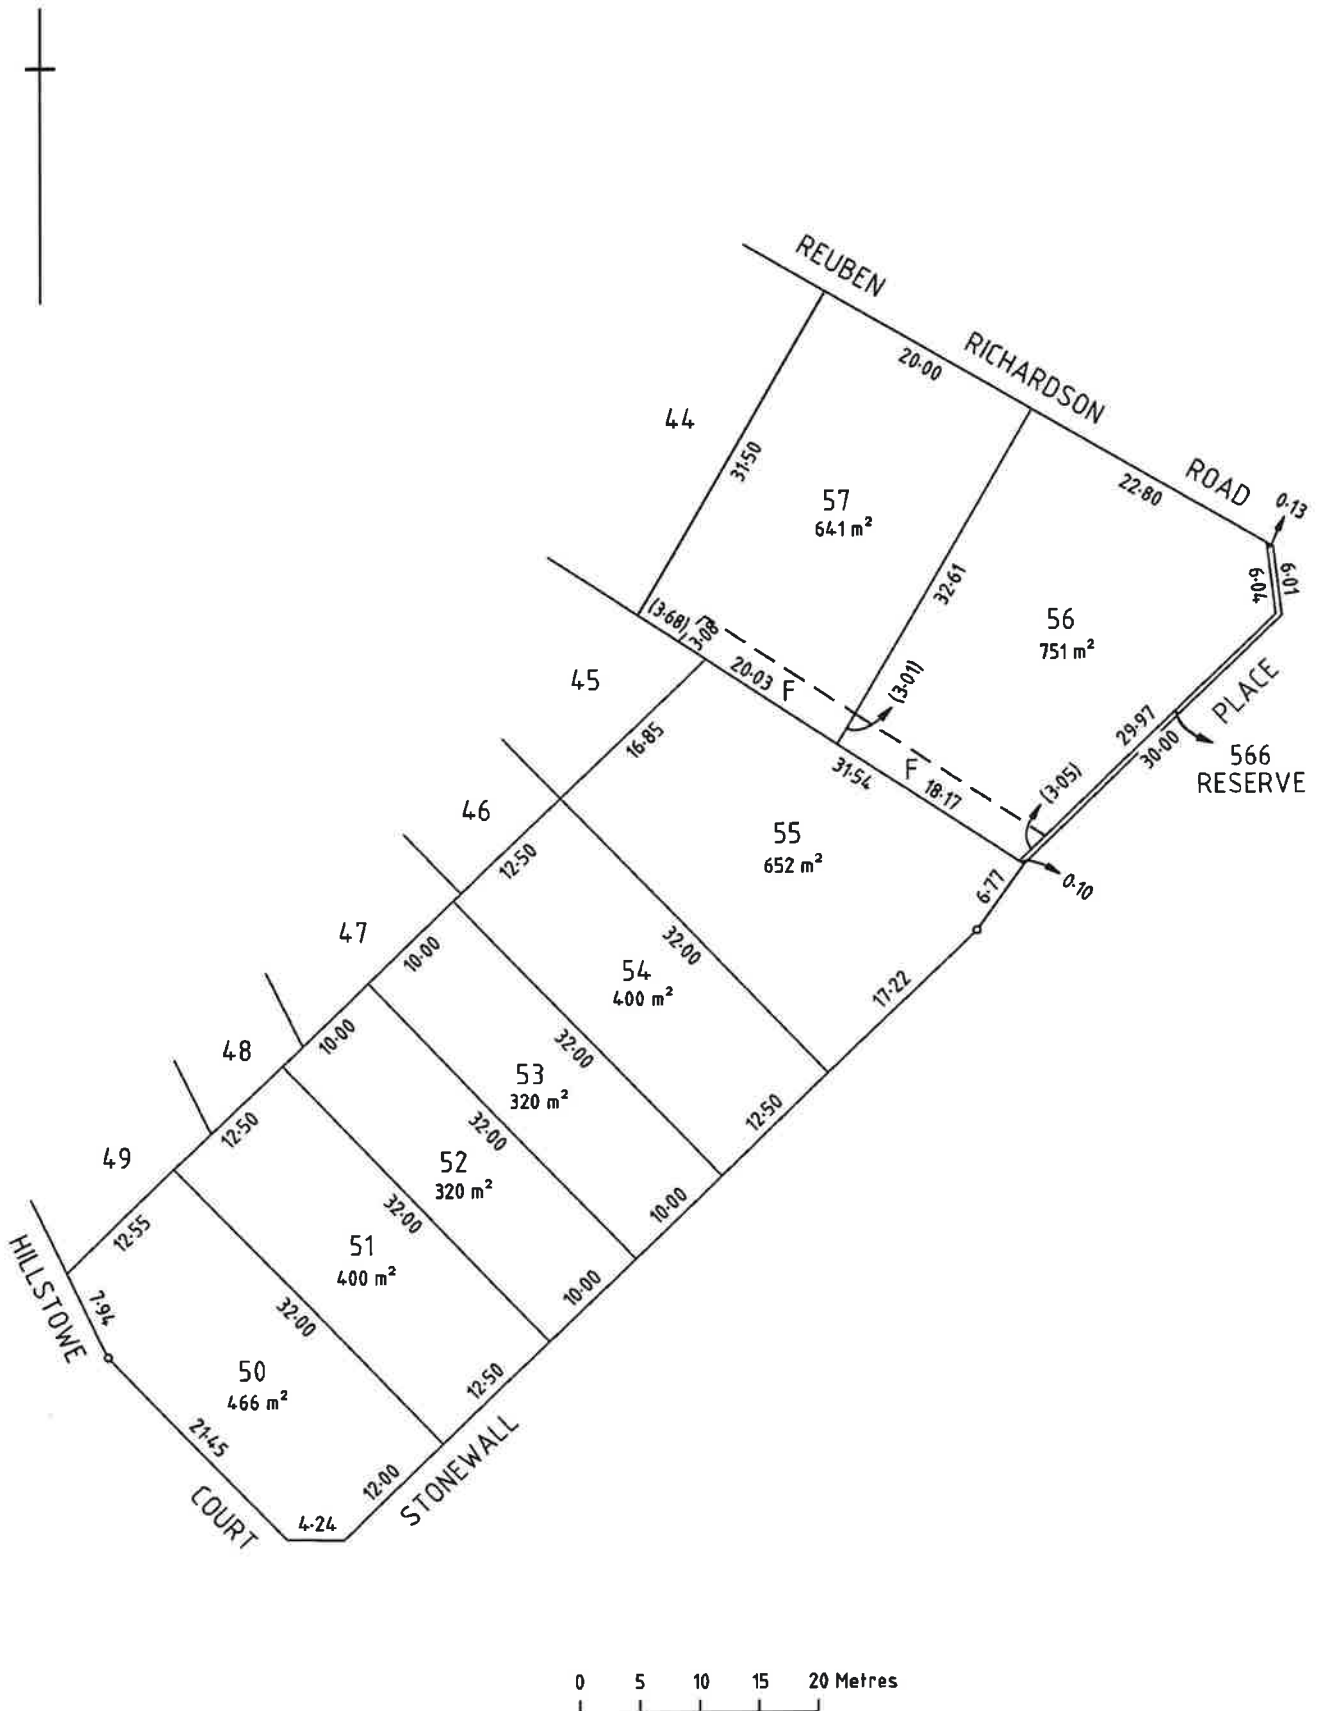 REUBEN
RICHARDSON
ROAD
20·00
22·80
0·13
44
31·50
57
641 m²
6·04
6·01
32·61
56
751 m²
(3·68)
3·08
45
20·03
F
(3·01)
PLACE
29·97
30·00
566
RESERVE
16·85
31·54
F
18·17
(3·05)
46
55
652 m²
12·50
6·77
0·10
47
10·00
54
400 m²
32·00
17·22
48
10·00
53
320 m²
32·00
12·50
49
12·50
52
320 m²
32·00
10·00
12·55
51
400 m²
32·00
10·00
HILLSTOWE
7·94
32·00
12·50
50
466 m²
21·45
12·00
STONEWALL
COURT
4·24
0 5 10 15 20 Metres